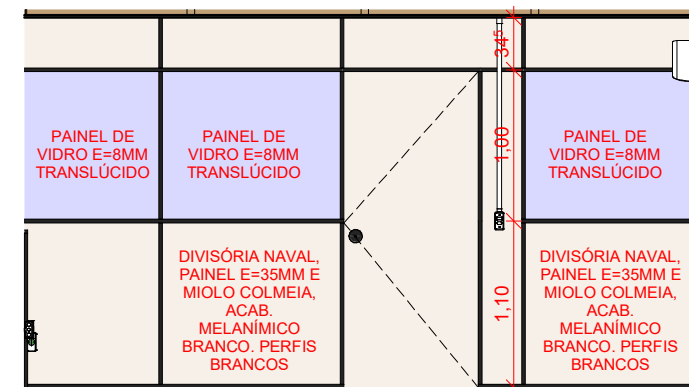 34⁵
PAINEL DE
VIDRO E=8MM
TRANSLÚCIDO
PAINEL DE
VIDRO E=8MM
TRANSLÚCIDO
1,00
PAINEL DE
VIDRO E=8MM
TRANSLÚCIDO
DIVISÓRIA NAVAL,
PAINEL E=35MM E
MIOLO COLMEIA,
ACAB.
MELANÍMICO
BRANCO. PERFIS
BRANCOS
1,10
DIVISÓRIA NAVAL,
PAINEL E=35MM E
MIOLO COLMEIA,
ACAB.
MELANÍMICO
BRANCO. PERFIS
BRANCOS